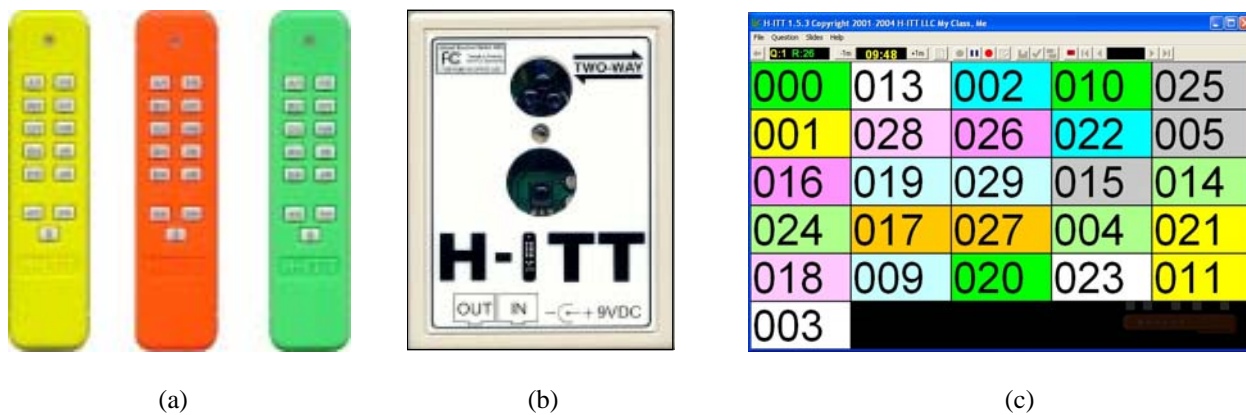 H-ITT 1.5.3 Copyright 2001-2004 H-ITT LLC My Class, Me
File Question Slides Help
Q:1 R:26 -1m 09:48 +1m
FC
TWO-WAY
000 013 002 010 025
001 028 026 022 005
016 019 029 015 014
024 017 027 004 021
018 009 020 023 011
003
H-ITT
OUT IN - + 9VDC
(a) (b) (c)